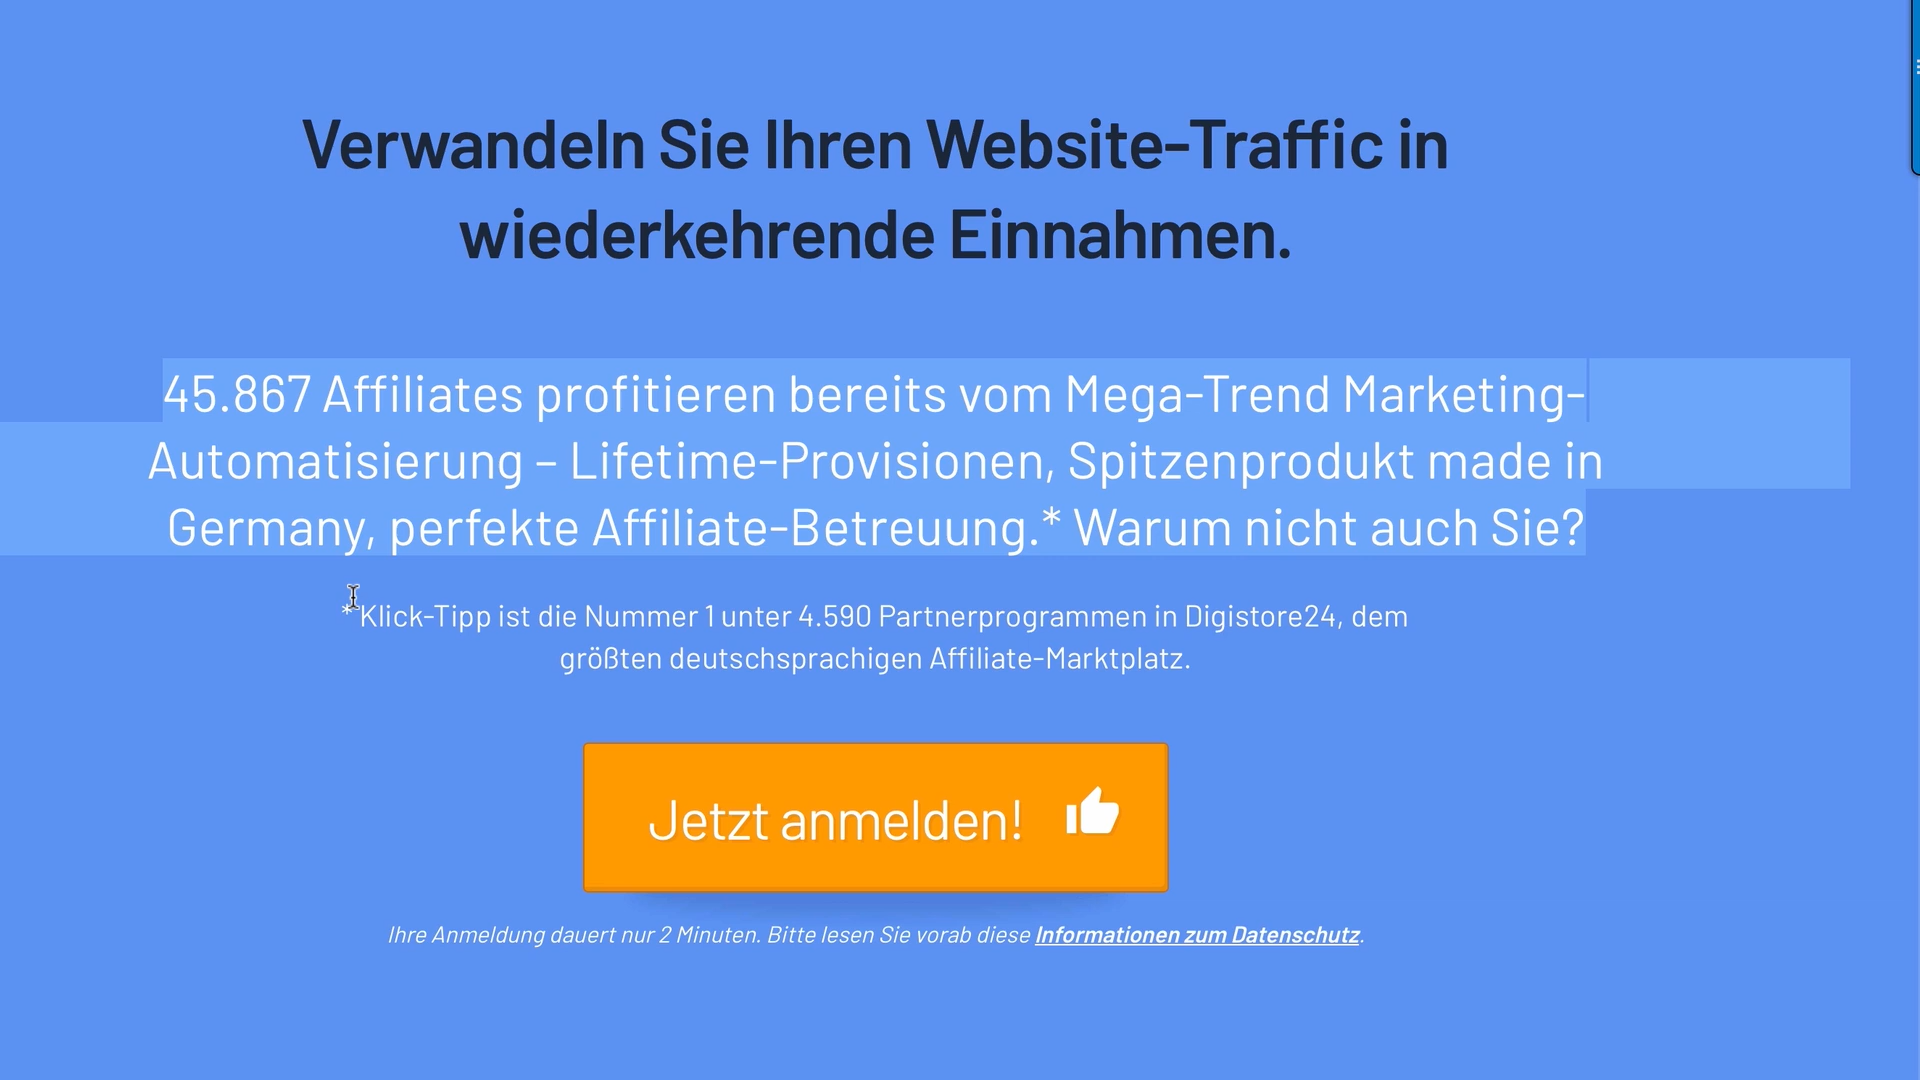 Verwandeln Sie Ihren Website-Traffic in
wiederkehrende Einnahmen.
45.867 Affiliates profitieren bereits vom Mega-Trend Marketing-
Automatisierung – Lifetime-Provisionen, Spitzenprodukt made in
Germany, perfekte Affiliate-Betreuung.* Warum nicht auch Sie?
* Klick-Tipp ist die Nummer 1 unter 4.590 Partnerprogrammen in Digistore24, dem
größten deutschsprachigen Affiliate-Marktplatz.
Jetzt anmelden!
Ihre Anmeldung dauert nur 2 Minuten. Bitte lesen Sie vorab diese Informationen zum Datenschutz.